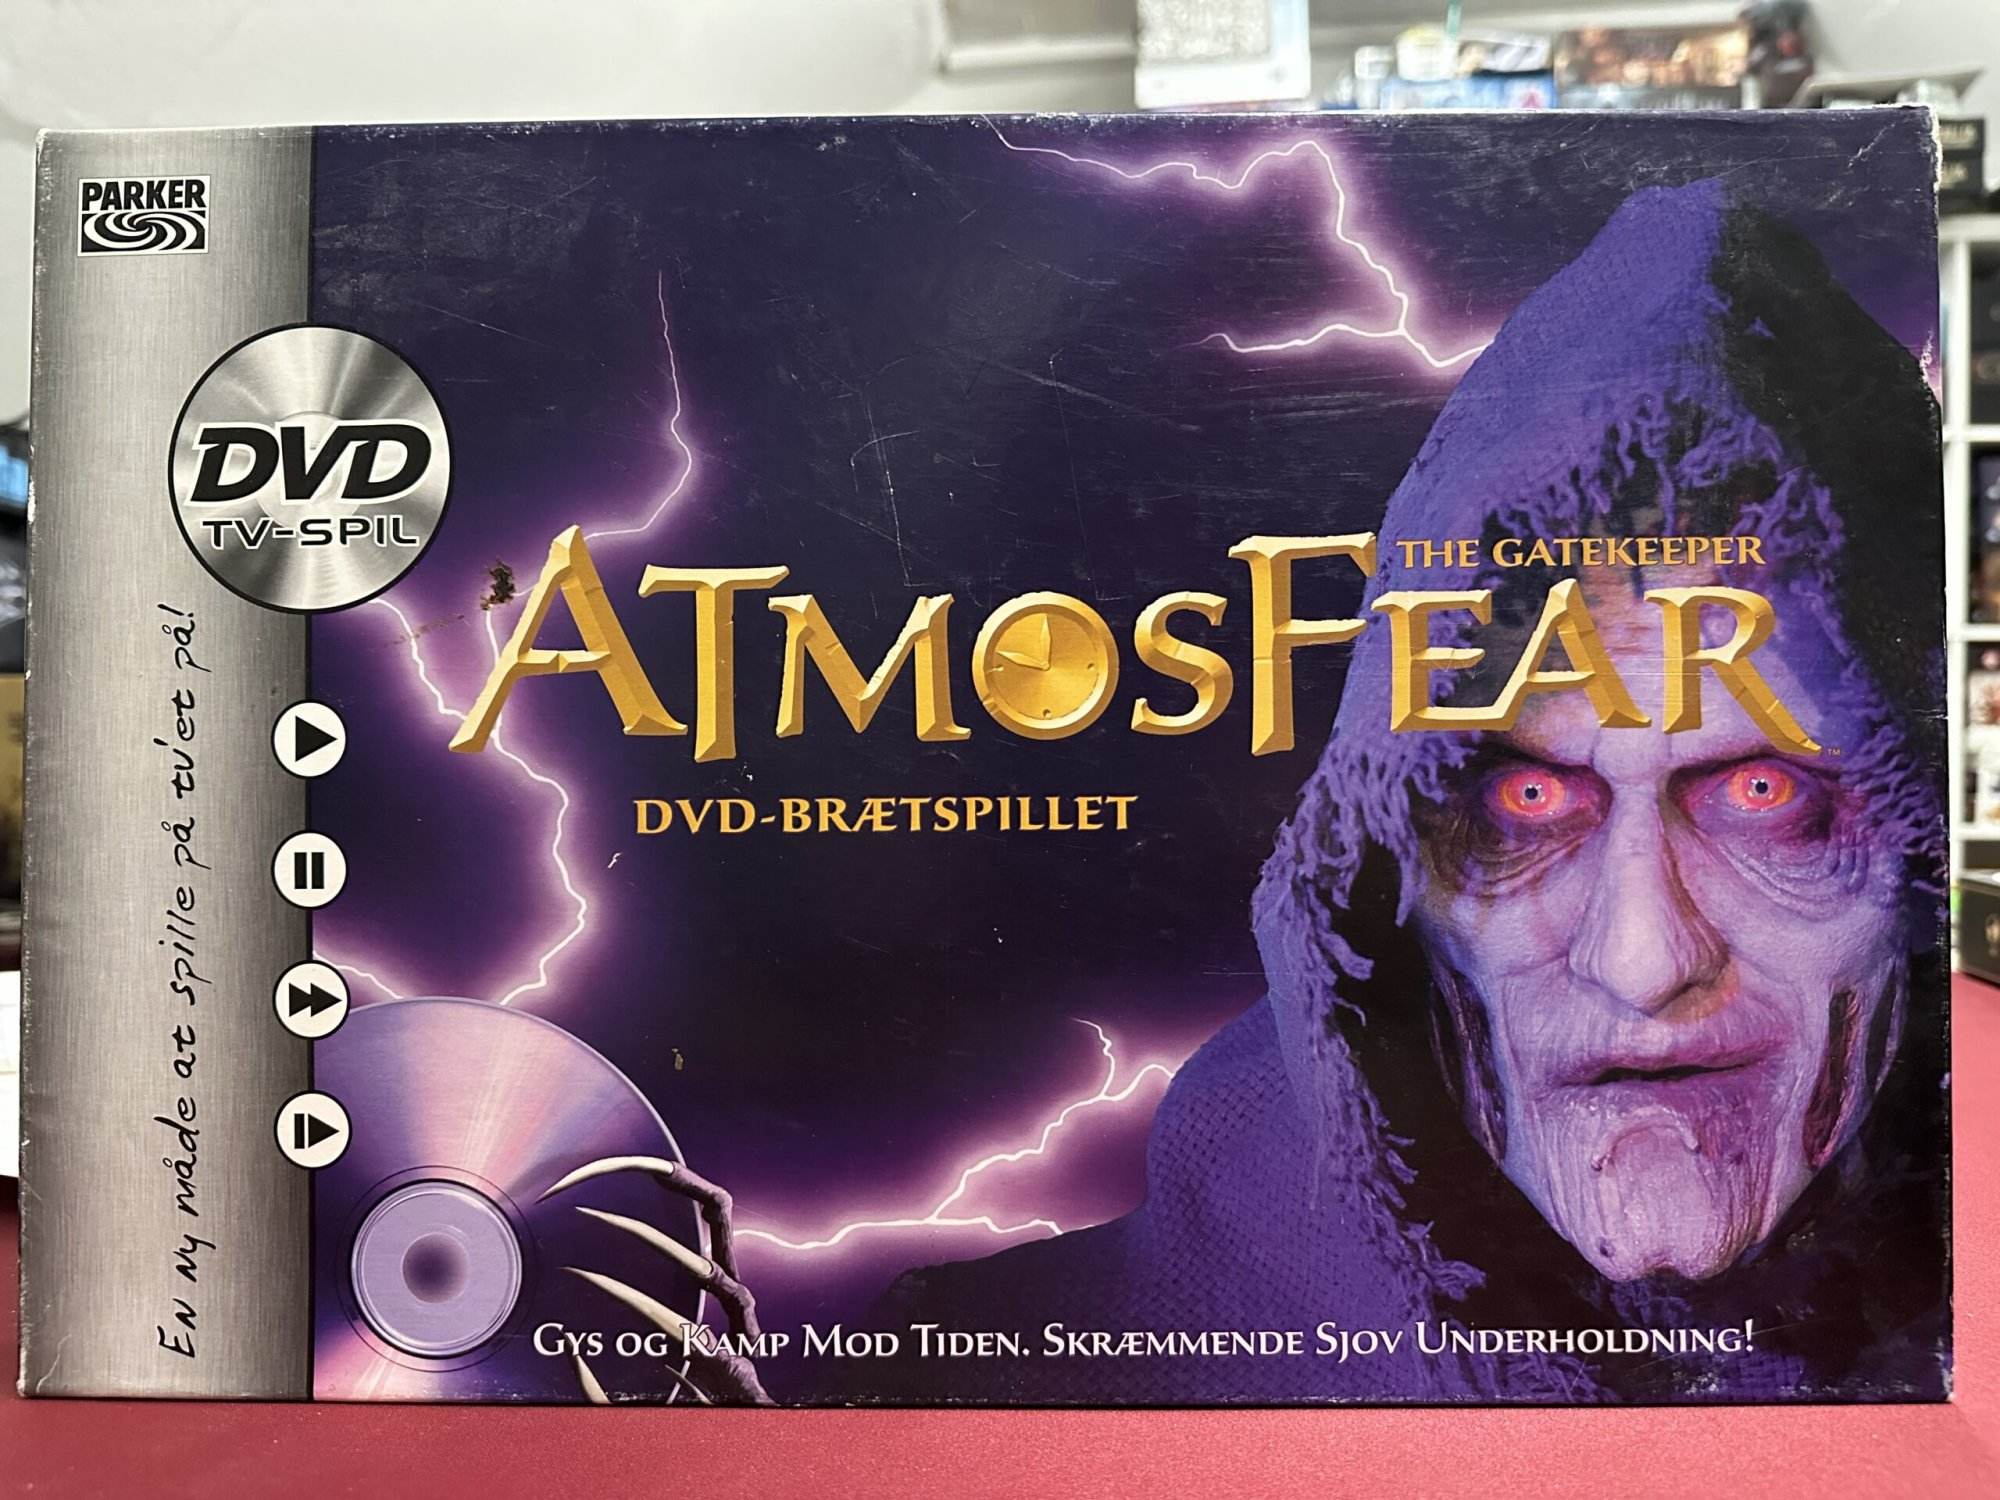 PARKER
DVD
TV-SPIL
En ny måde at spille på tv'et på!
THE GATEKEEPER
ATMOSFEAR
TM
DVD-BRÆTSPILLET
GYS OG KAMP MOD TIDEN. SKRÆMMENDE SJOV UNDERHOLDNING!